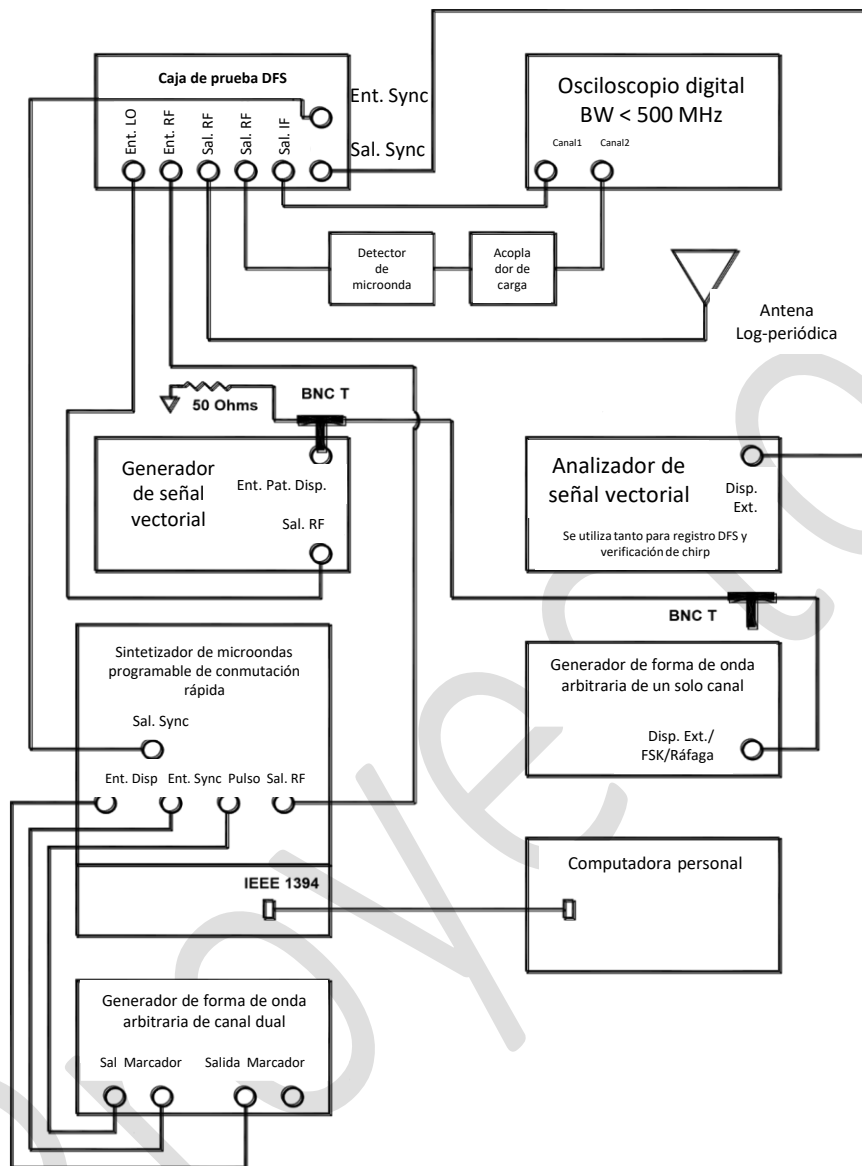 Caja de prueba DFS
Ent. LO
Ent. RF
Sal. RF
Sal. RF
Sal. IF
Ent. Sync
Sal. Sync
Osciloscopio digital
BW < 500 MHz
Canal1
Canal2
Detector
de
microonda
Acopla
dor de
carga
Antena
Log-periódica
50 Ohms
BNC T
Generador
de señal
vectorial
Ent. Pat. Disp.
Sal. RF
Analizador de
señal vectorial
Disp.
Ext.
Se utiliza tanto para registro DFS y
verificación de chirp
BNC T
Sintetizador de microondas
programable de conmutación
rápida
Sal. Sync
Ent. Disp
Ent. Sync
Pulso
Sal. RF
Generador de forma de onda
arbitraria de un solo canal
Disp. Ext./
FSK/Ráfaga
IEEE 1394
Computadora personal
Generador de forma de onda
arbitraria de canal dual
Sal Marcador
Salida Marcador